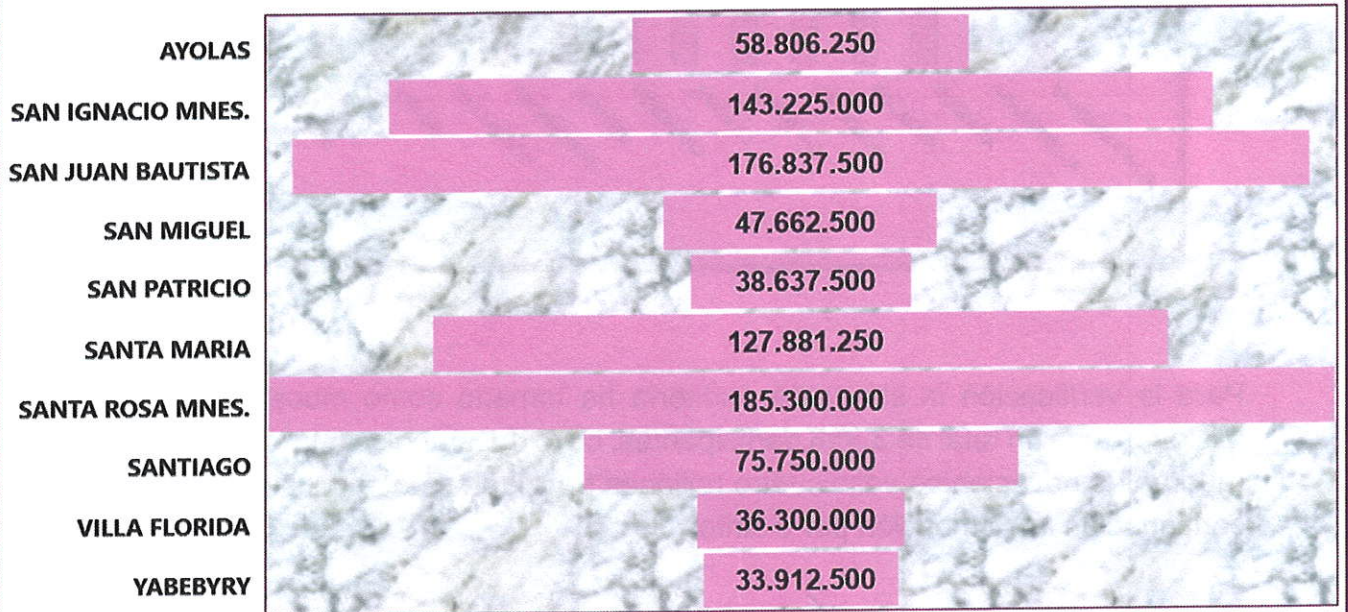 AYOLAS 58.806.250
SAN IGNACIO MNES. 143.225.000
SAN JUAN BAUTISTA 176.837.500
SAN MIGUEL 47.662.500
SAN PATRICIO 38.637.500
SANTA MARIA 127.881.250
SANTA ROSA MNES. 185.300.000
SANTIAGO 75.750.000
VILLA FLORIDA 36.300.000
YABEBYRY 33.912.500